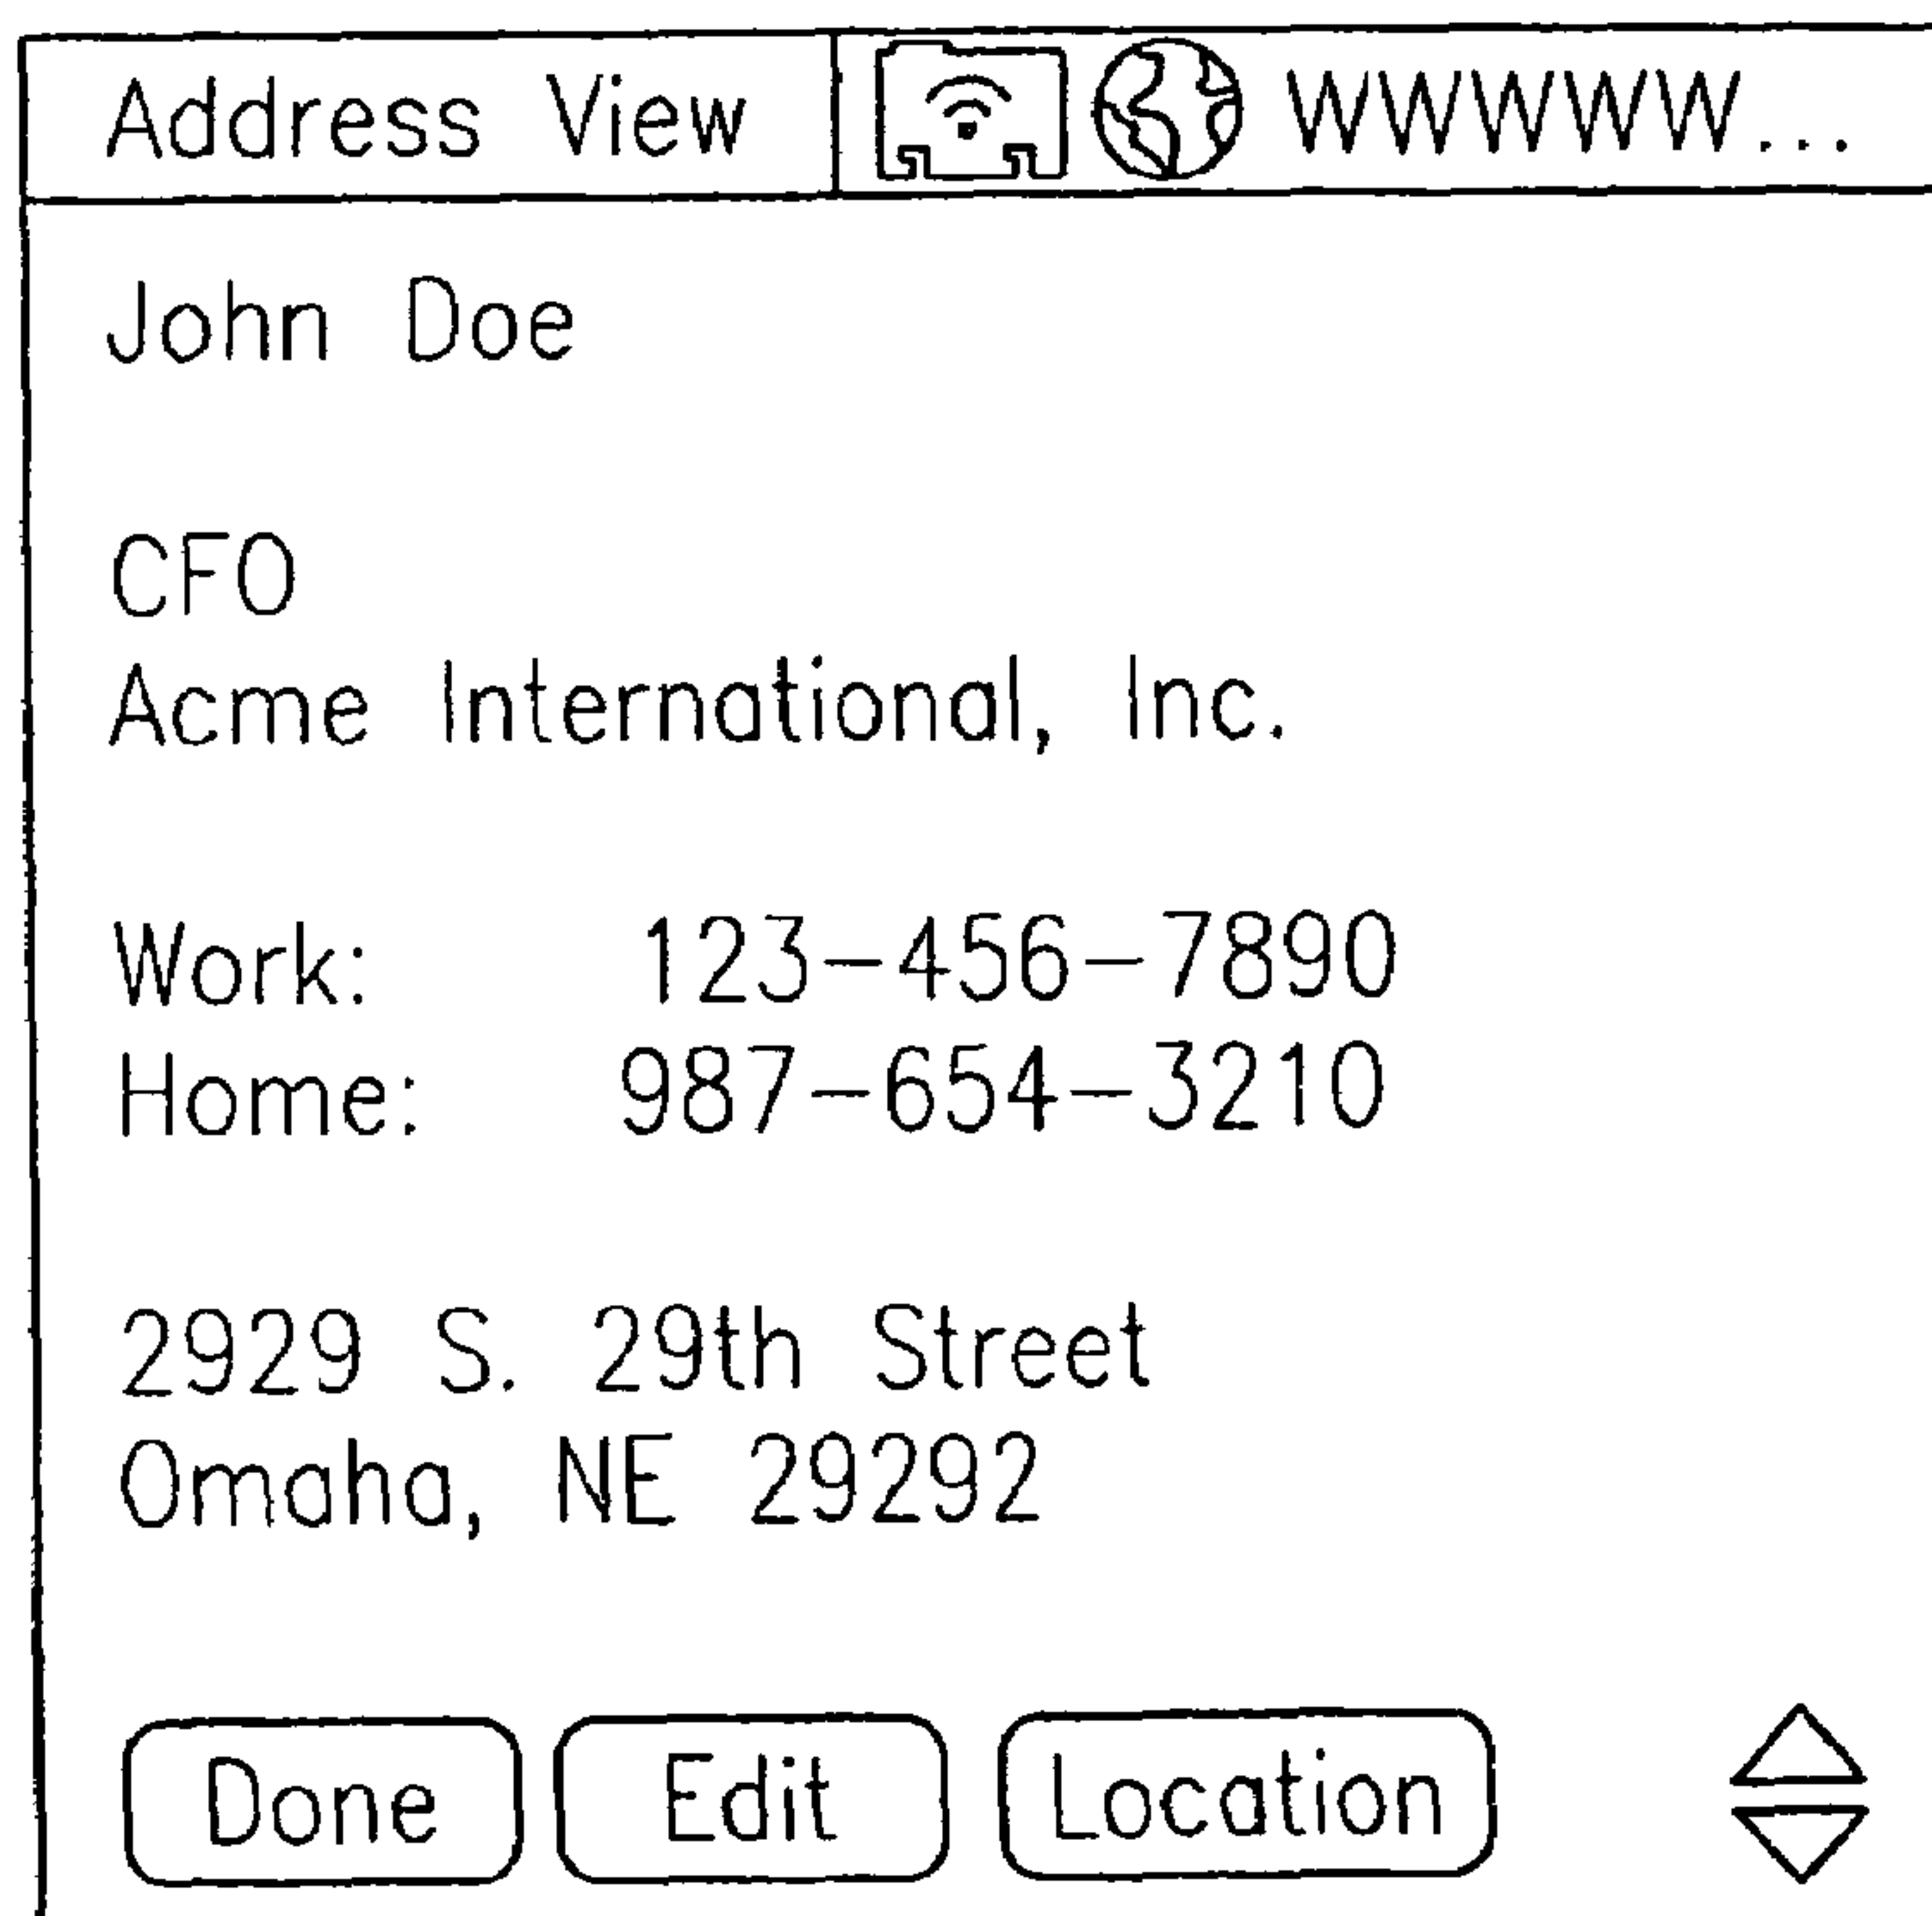 Address View WWWWW...
John Doe
CFO
Acme International, Inc.
Work: 123-456-7890
Home: 987-654-3210
2929 S. 29th Street
Omaha, NE 29292
Done Edit Location